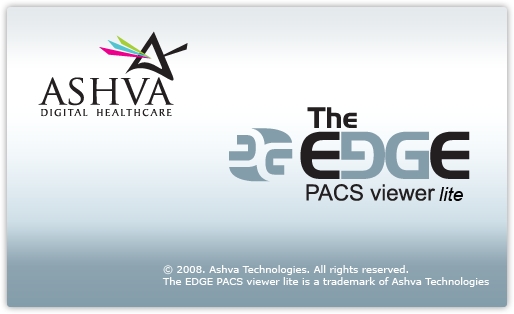 ASHVA
DIGITAL HEALTHCARE
The
EDGE
PACS viewer lite
© 2008. Ashva Technologies. All rights reserved.
The EDGE PACS viewer lite is a trademark of Ashva Technologies